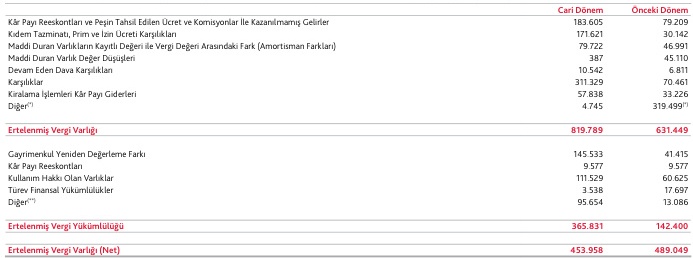 Cari Dönem Önceki Dönem
Kâr Payı Reeskontları ve Peşin Tahsil Edilen Ücret ve Komisyonlar İle Kazanılmamış Gelirler 183.605 79.209
Kıdem Tazminatı, Prim ve İzin Ücreti Karşılıkları 171.621 30.142
Maddi Duran Varlıkların Kayıtlı Değeri ile Vergi Değeri Arasındaki Fark (Amortisman Farkları) 79.722 46.991
Maddi Duran Varlık Değer Düşüşleri 387 45.110
Devam Eden Dava Karşılıkları 10.542 6.811
Karşılıklar 311.329 70.461
Kiralama İşlemleri Kâr Payı Giderleri 57.838 33.226
Diğer(*) 4.745 319.499(*)
Ertelenmiş Vergi Varlığı 819.789 631.449
Gayrimenkul Yeniden Değerleme Farkı 145.533 41.415
Kâr Payı Reeskontları 9.577 9.577
Kullanım Hakkı Olan Varlıklar 111.529 60.625
Türev Finansal Yükümlülükler 3.538 17.697
Diğer(**) 95.654 13.086
Ertelenmiş Vergi Yükümlülüğü 365.831 142.400
Ertelenmiş Vergi Varlığı (Net) 453.958 489.049